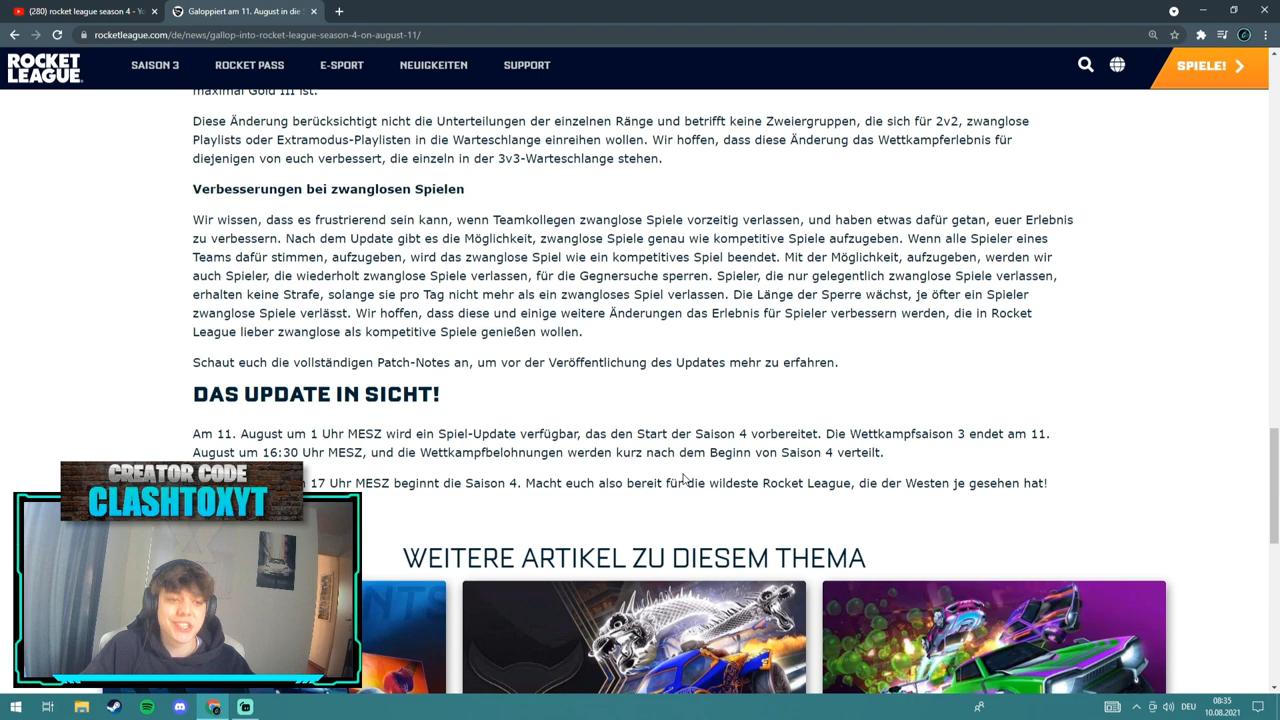 (280) rocket league season 4 - Yo
Galoppiert am 11. August in die S
rocketleague.com/de/news/gallop-into-rocket-league-season-4-on-august-11/
ROCKET LEAGUE
SAISON 3
ROCKET PASS
E-SPORT
NEUIGKEITEN
SUPPORT
SPIELE!
maximal Gold III ist.
Diese Änderung berücksichtigt nicht die Unterteilungen der einzelnen Ränge und betrifft keine Zweiergruppen, die sich für 2v2, zwanglose
Playlists oder Extramodus-Playlisten in die Warteschlange einreihen wollen. Wir hoffen, dass diese Änderung das Wettkampferlebnis für
diejenigen von euch verbessert, die einzeln in der 3v3-Warteschlange stehen.
Verbesserungen bei zwanglosen Spielen
Wir wissen, dass es frustrierend sein kann, wenn Teamkollegen zwanglose Spiele vorzeitig verlassen, und haben etwas dafür getan, euer Erlebnis
zu verbessern. Nach dem Update gibt es die Möglichkeit, zwanglose Spiele genau wie kompetitive Spiele aufzugeben. Wenn alle Spieler eines
Teams dafür stimmen, aufzugeben, wird das zwanglose Spiel wie ein kompetitives Spiel beendet. Mit der Möglichkeit, aufzugeben, werden wir
auch Spieler, die wiederholt zwanglose Spiele verlassen, für die Gegnersuche sperren. Spieler, die nur gelegentlich zwanglose Spiele verlassen,
erhalten keine Strafe, solange sie pro Tag nicht mehr als ein zwangloses Spiel verlassen. Die Länge der Sperre wächst, je öfter ein Spieler
zwanglose Spiele verlässt. Wir hoffen, dass diese und einige weitere Änderungen das Erlebnis für Spieler verbessern werden, die in Rocket
League lieber zwanglose als kompetitive Spiele genießen wollen.
Schaut euch die vollständigen Patch-Notes an, um vor der Veröffentlichung des Updates mehr zu erfahren.
DAS UPDATE IN SICHT!
Am 11. August um 1 Uhr MESZ wird ein Spiel-Update verfügbar, das den Start der Saison 4 vorbereitet. Die Wettkampfsaison 3 endet am 11.
August um 16:30 Uhr MESZ, und die Wettkampfbelohnungen werden kurz nach dem Beginn von Saison 4 verteilt.
17 Uhr MESZ beginnt die Saison 4. Macht euch also bereit für die wildeste Rocket League, die der Westen je gesehen hat!
CREATOR CODE
CLASHTOXYT
WEITERE ARTIKEL ZU DIESEM THEMA
DEU
08:35
10.08.2021